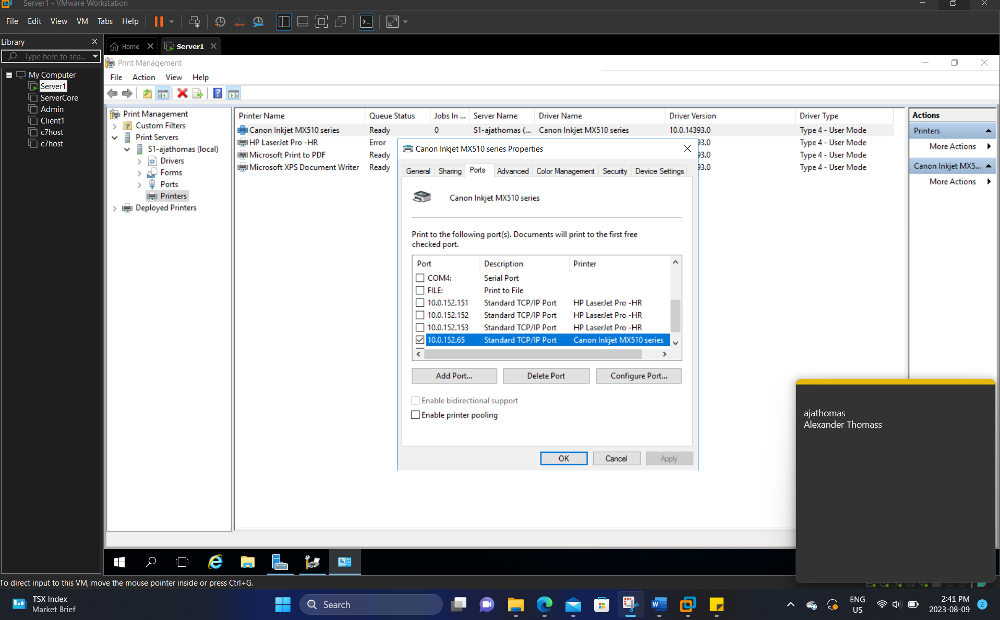 Server1 - VMware Workstation
File Edit View VM Tabs Help
Library
Type here to sea...
My Computer
Server1
ServerCore
Admin
Client1
c7host
c7host
Home
Server1
Print Management
File Action View Help
Print Management
Custom Filters
Print Servers
S1-ajathomas (local)
Drivers
Forms
Ports
Printers
Deployed Printers
Printer Name Queue Status Jobs In ... Server Name Driver Name Driver Version Driver Type
Canon Inkjet MX510 series Ready 0 S1-ajathomas (... Canon Inkjet MX510 series 10.0.14393.0 Type 4 - User Mode
HP LaserJet Pro -HR Error 93.0 Type 4 - User Mode
Microsoft Print to PDF Ready 93.0 Type 4 - User Mode
Microsoft XPS Document Writer Ready 93.0 Type 4 - User Mode
Actions
Printers
More Actions
Canon Inkjet MX5...
More Actions
Canon Inkjet MX510 series Properties
General Sharing Ports Advanced Color Management Security Device Settings
Canon Inkjet MX510 series
Print to the following port(s). Documents will print to the first free
checked port.
Port Description Printer
COM4: Serial Port
FILE: Print to File
10.0.152.151 Standard TCP/IP Port HP LaserJet Pro -HR
10.0.152.152 Standard TCP/IP Port HP LaserJet Pro -HR
10.0.152.153 Standard TCP/IP Port HP LaserJet Pro -HR
10.0.152.65 Standard TCP/IP Port Canon Inkjet MX510 series
Add Port... Delete Port Configure Port...
Enable bidirectional support
Enable printer pooling
OK Cancel Apply
ajathomas
Alexander Thomass
To direct input to this VM, move the mouse pointer inside or press Ctrl+G.
TSX Index
Market Brief
Search
ENG
US
2:41 PM
2023-08-09
2